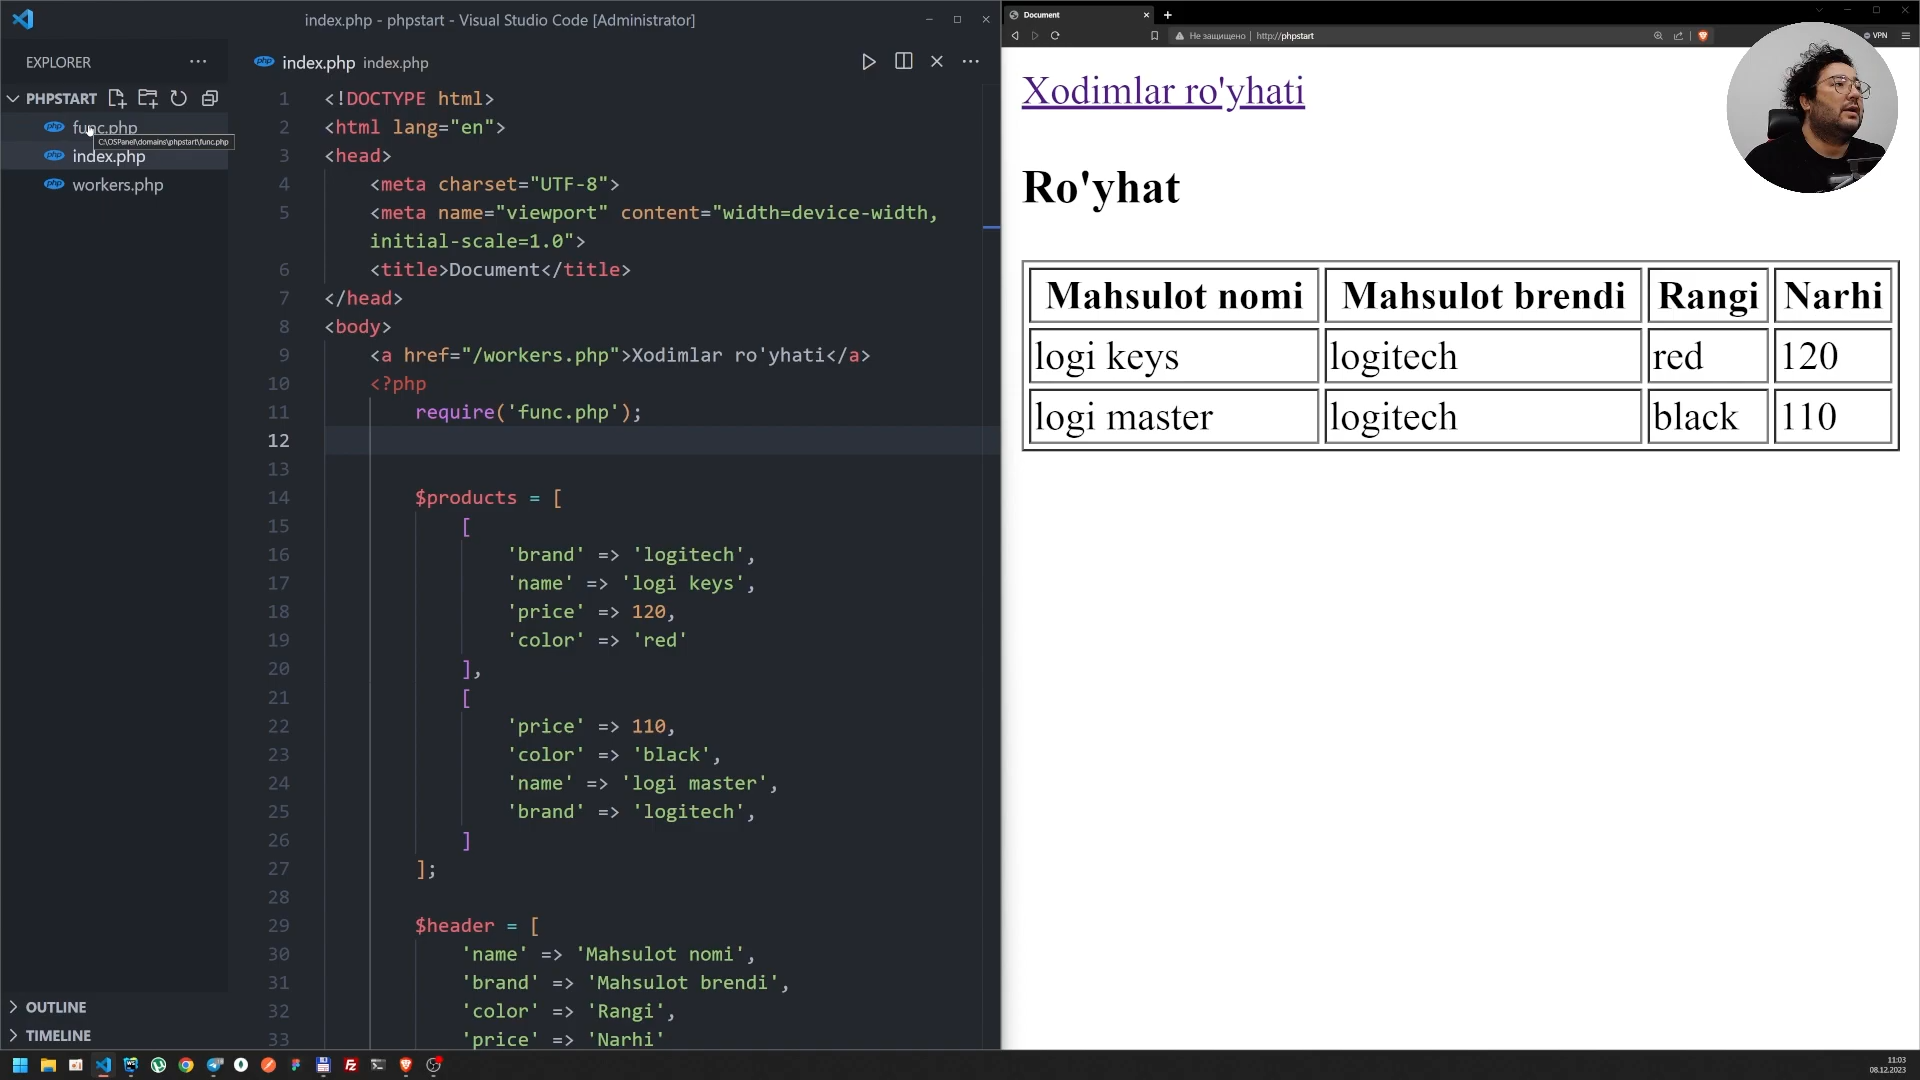 index.php - phpstart - Visual Studio Code [Administrator]
EXPLORER
PHPSTART
func.php
C:\OSPanel\domains\phpstart\func.php
index.php
workers.php
OUTLINE
TIMELINE
index.php index.php
1 <!DOCTYPE html>
2 <html lang="en">
3 <head>
4 <meta charset="UTF-8">
5 <meta name="viewport" content="width=device-width,
initial-scale=1.0">
6 <title>Document</title>
7 </head>
8 <body>
9 <a href="/workers.php">Xodimlar ro'yhati</a>
10 <?php
11 require('func.php');
12
13
14 $products = [
15 [
16 'brand' => 'logitech',
17 'name' => 'logi keys',
18 'price' => 120,
19 'color' => 'red'
20 ],
21 [
22 'price' => 110,
23 'color' => 'black',
24 'name' => 'logi master',
25 'brand' => 'logitech',
26 ]
27 ];
28
29 $header = [
30 'name' => 'Mahsulot nomi',
31 'brand' => 'Mahsulot brendi',
32 'color' => 'Rangi',
33 'price' => 'Narhi'
Document
Не защищено | http://phpstart
VPN
Xodimlar ro'yhati
Ro'yhat
Mahsulot nomi Mahsulot brendi Rangi Narhi
logi keys logitech red 120
logi master logitech black 110
11:03
08.12.2023